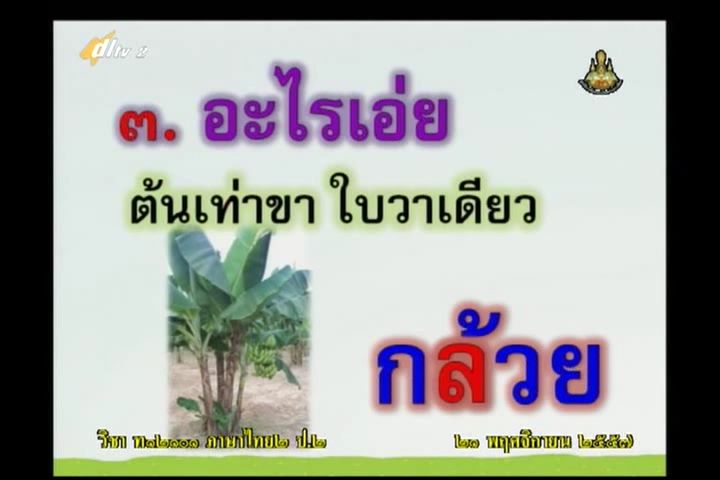 dltv 2
๓. อะไรเอ่ย
ต้นเท่าขา ใบวาเดียว
กล้วย
วิชา ท๑๒๑๐๑ ภาษาไทย๒ ป.๒
๒๑ พฤศจิกายน ๒๕๕๗